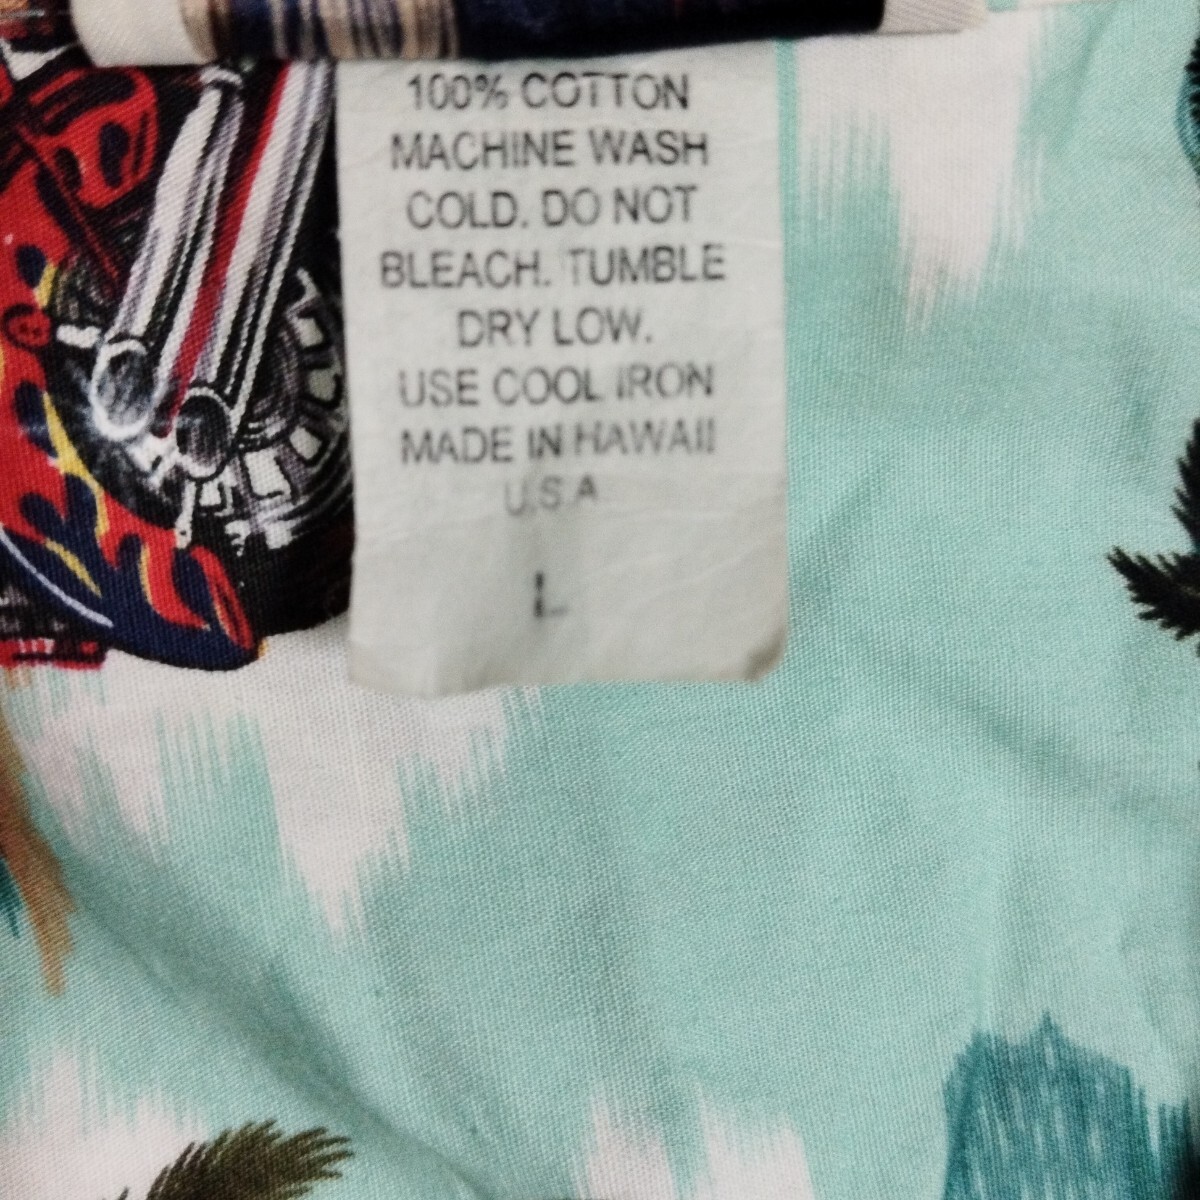 100% COTTON
MACHINE WASH
COLD. DO NOT
BLEACH. TUMBLE
DRY LOW.
USE COOL IRON
MADE IN HAWAII
U.S.A
L